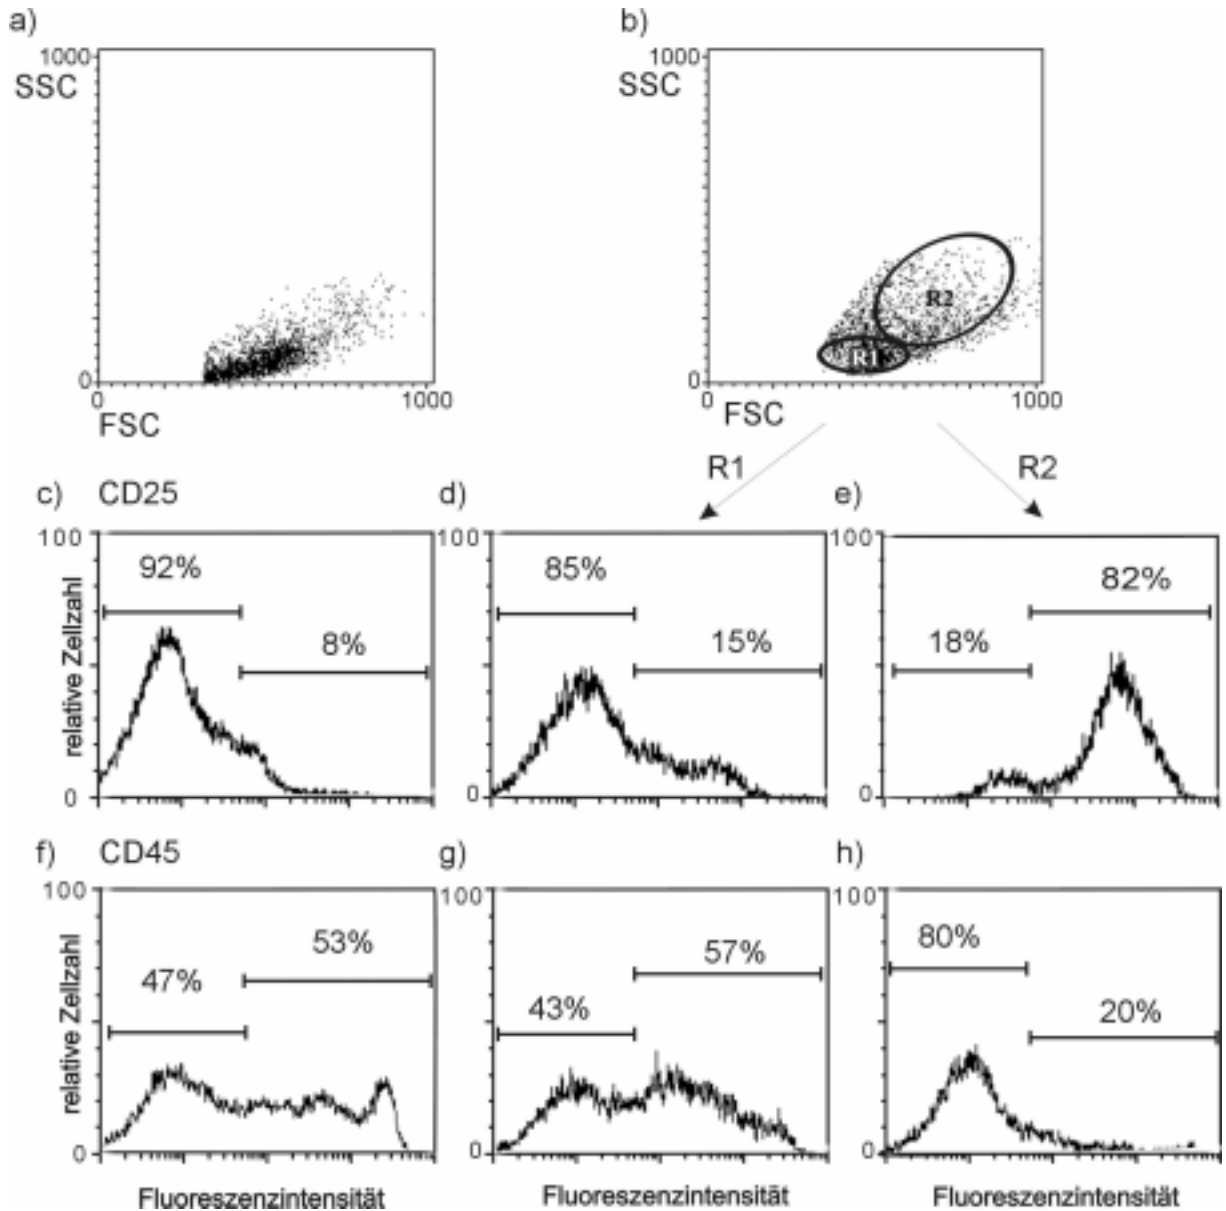 a)
b)
1000
SSC
0
0
1000
FSC
1000
SSC
R2
R1
0
0
1000
FSC
R1
R2
c) CD25
d)
e)
100
92%
8%
relative Zellzahl
0
100
85%
15%
0
100
82%
18%
0
f) CD45
g)
h)
100
53%
47%
relative Zellzahl
0
100
57%
43%
0
100
80%
20%
0
Fluoreszenzintensität
Fluoreszenzintensität
Fluoreszenzintensität